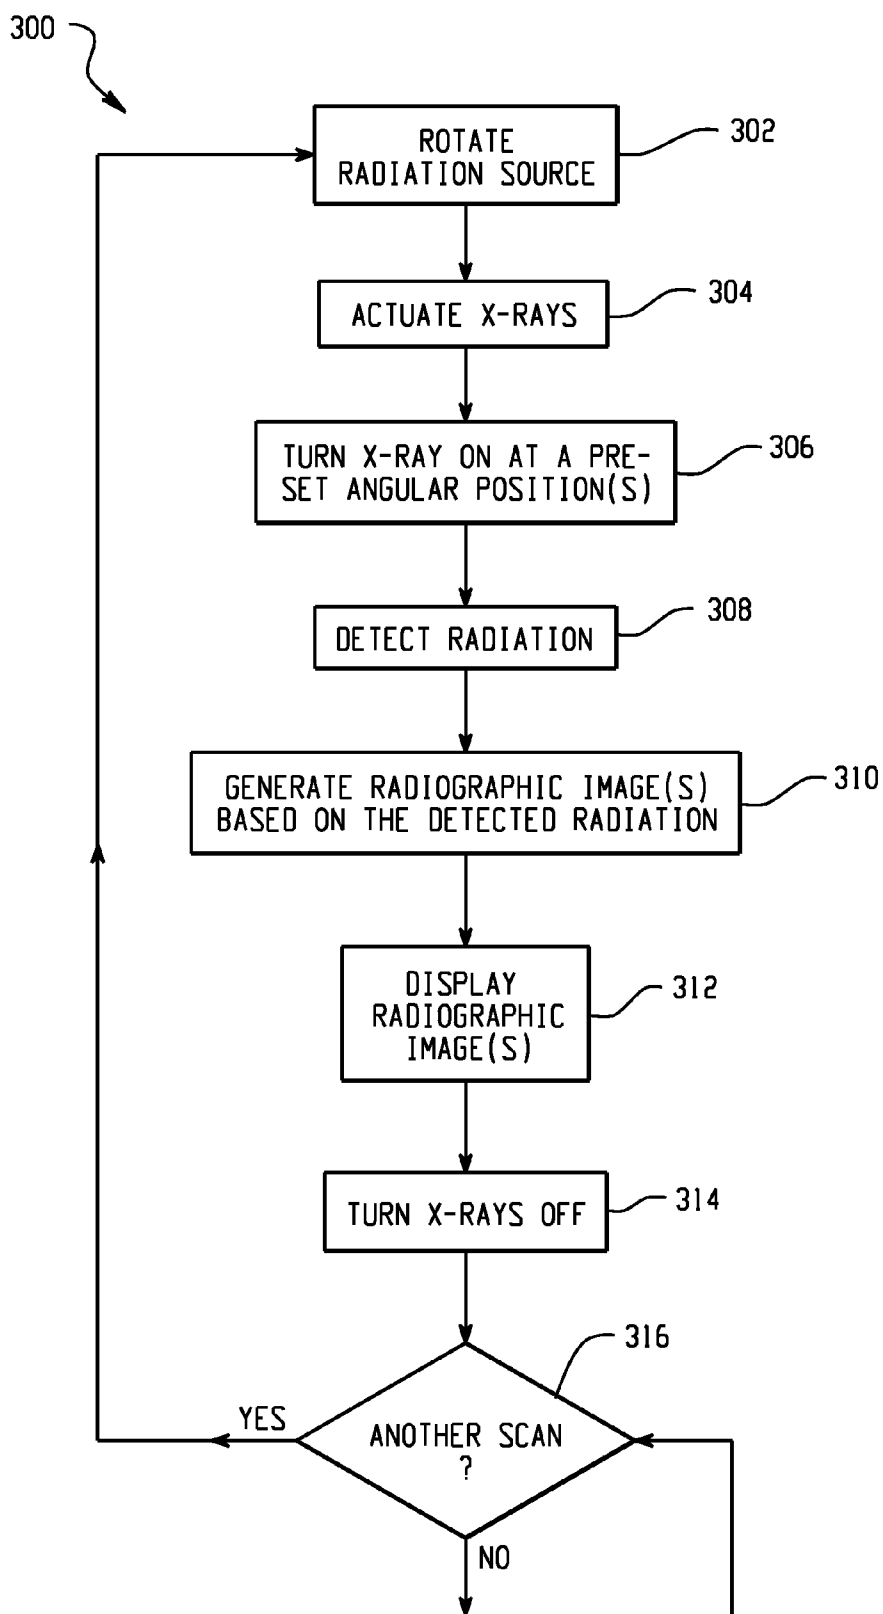 300
ROTATE
RADIATION SOURCE
302
ACTUATE X-RAYS
304
TURN X-RAY ON AT A PRE-
SET ANGULAR POSITION(S)
306
DETECT RADIATION
308
GENERATE RADIOGRAPHIC IMAGE(S)
BASED ON THE DETECTED RADIATION
310
DISPLAY
RADIOGRAPHIC
IMAGE(S)
312
TURN X-RAYS OFF
314
316
YES
ANOTHER SCAN
?
NO